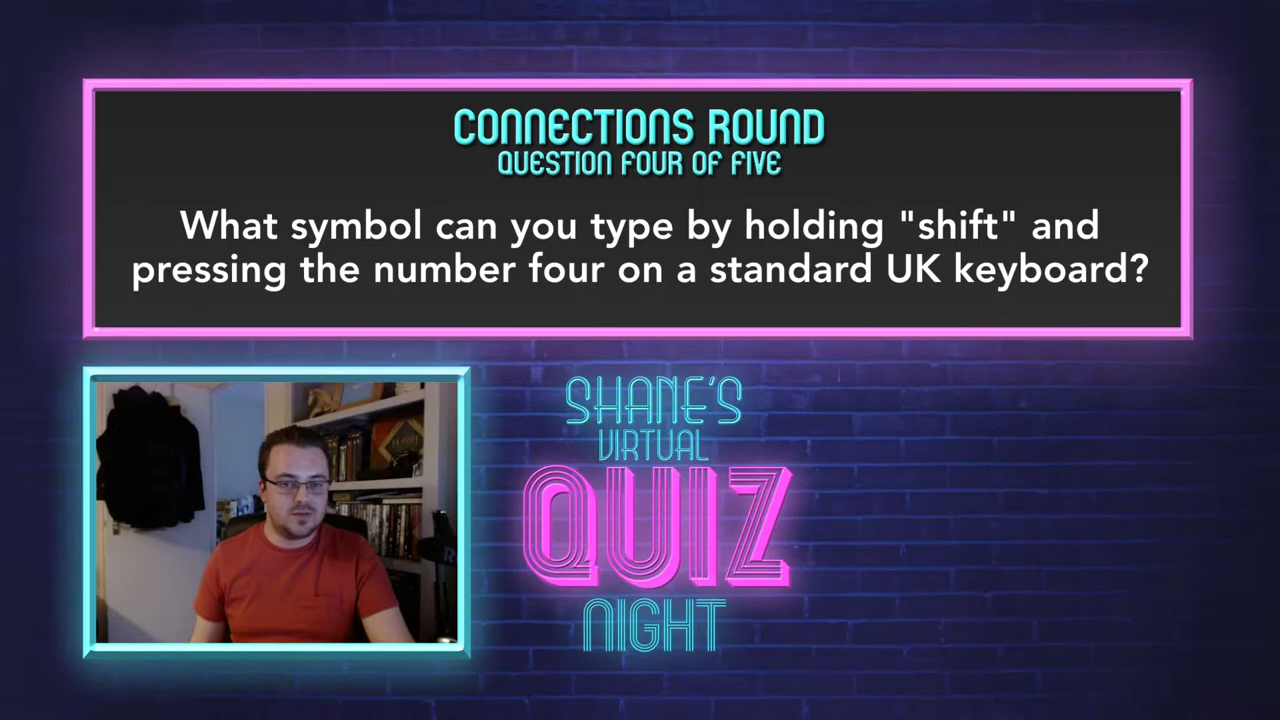 CONNECTIONS ROUND
QUESTION FOUR OF FIVE
What symbol can you type by holding "shift" and
pressing the number four on a standard UK keyboard?
SHANE'S
VIRTUAL
QUIZ
NIGHT